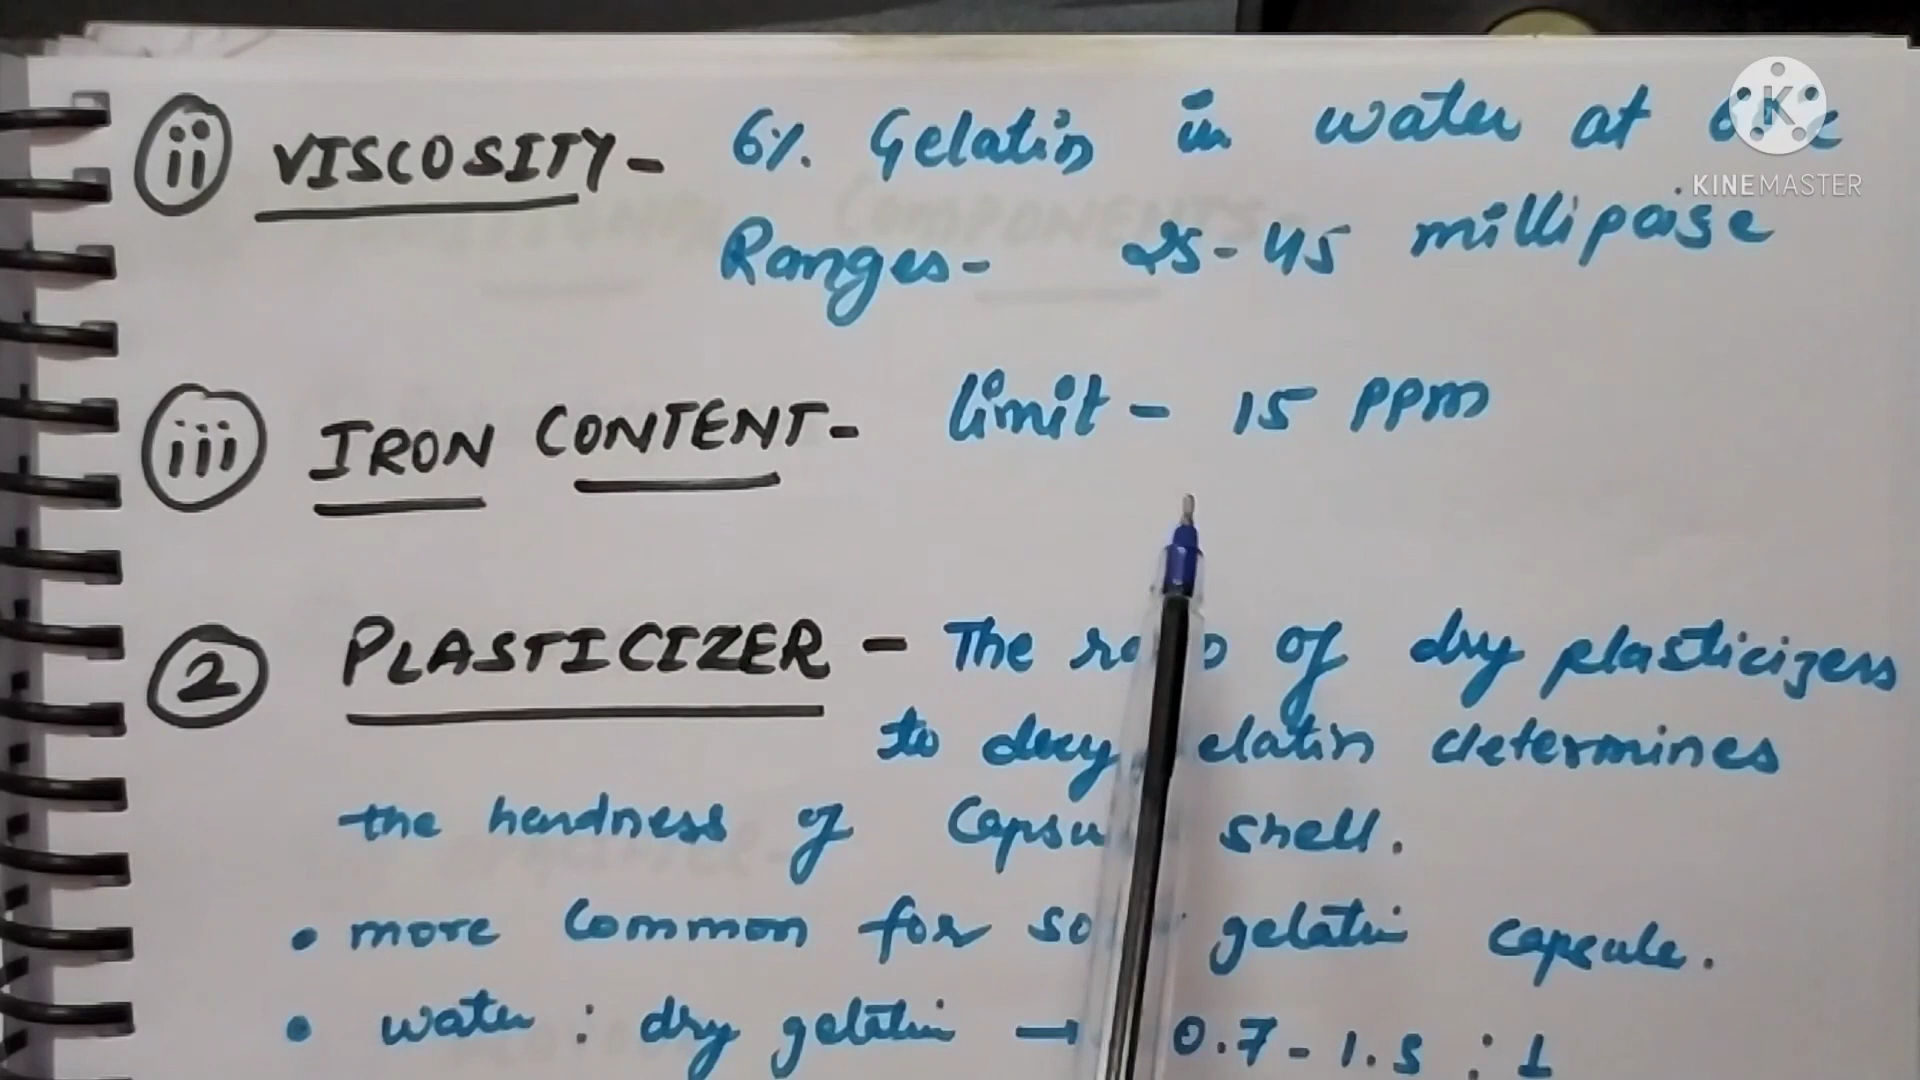 ii VISCOSITY - 6% Gelatin in water at
Ranges - 25-45 millipoise
iii IRON CONTENT - limit - 15 PPM
2 PLASTICIZER - The of dry plasticizers
to dry determines
the hardness of shell.
• more common for gelatin capsule.
• water : dry gelatin → 0.7 - 1.3 : 1
K
KINEMASTER